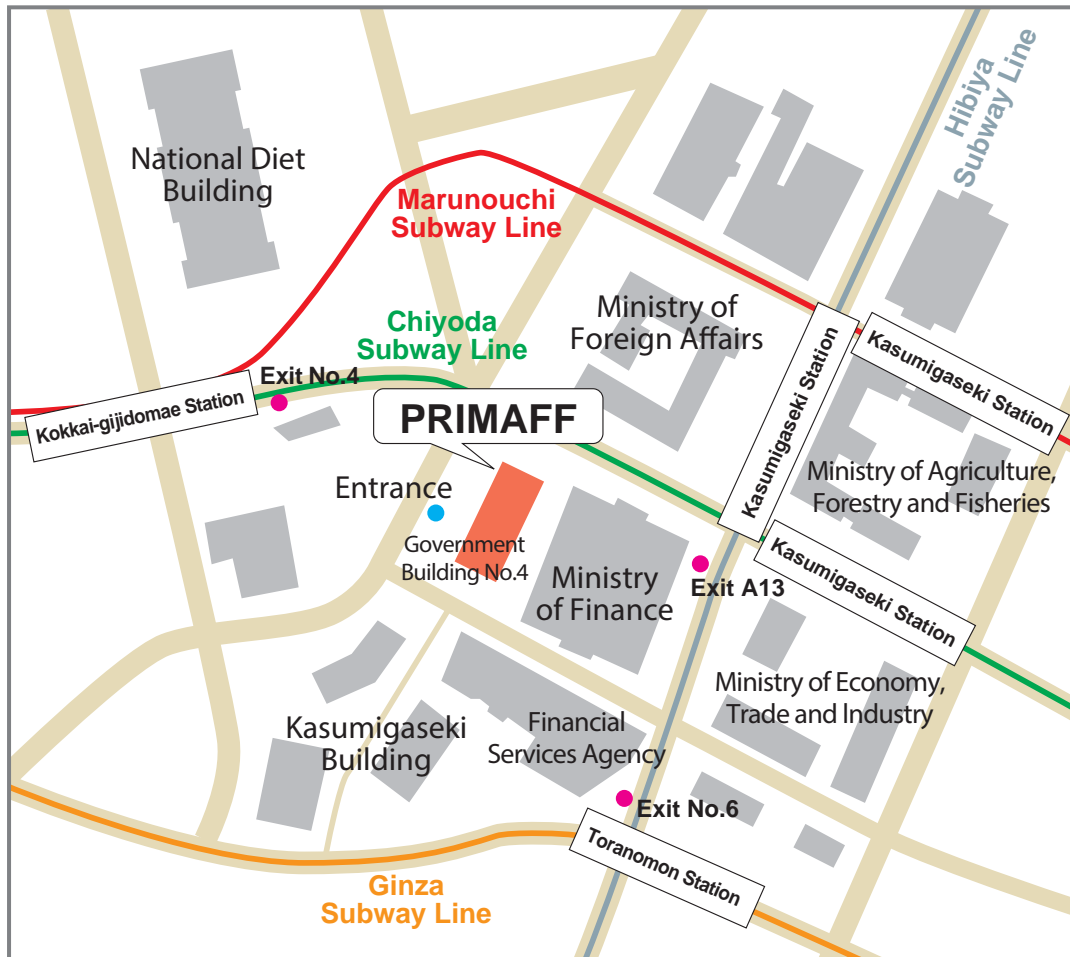 Hibiya
Subway Line
National Diet
Building
Marunouchi
Subway Line
Ministry of
Foreign Affairs
Chiyoda
Subway Line
Exit No.4
Kokkai-gijidomae Station
Kasumigaseki Station
Kasumigaseki Station
PRIMAFF
Ministry of Agriculture,
Forestry and Fisheries
Entrance
Government
Building No.4
Ministry
of Finance
Exit A13
Kasumigaseki Station
Ministry of Economy,
Trade and Industry
Kasumigaseki
Building
Financial
Services Agency
Exit No.6
Toranomon Station
Ginza
Subway Line